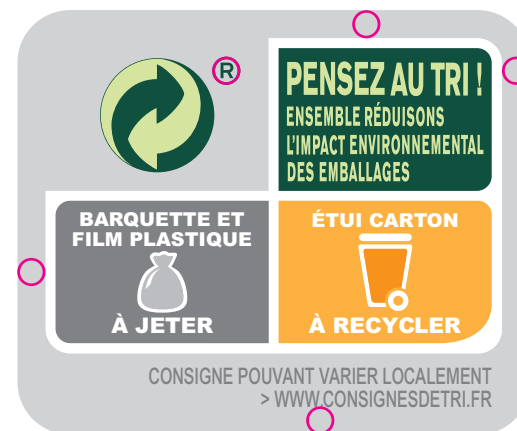 ®
PENSEZ AU TRI !
ENSEMBLE RÉDUISONS
L'IMPACT ENVIRONNEMENTAL
DES EMBALLAGES
BARQUETTE ET
FILM PLASTIQUE
À JETER
ÉTUI CARTON
À RECYCLER
CONSIGNE POUVANT VARIER LOCALEMENT
> WWW.CONSIGNESDETRI.FR